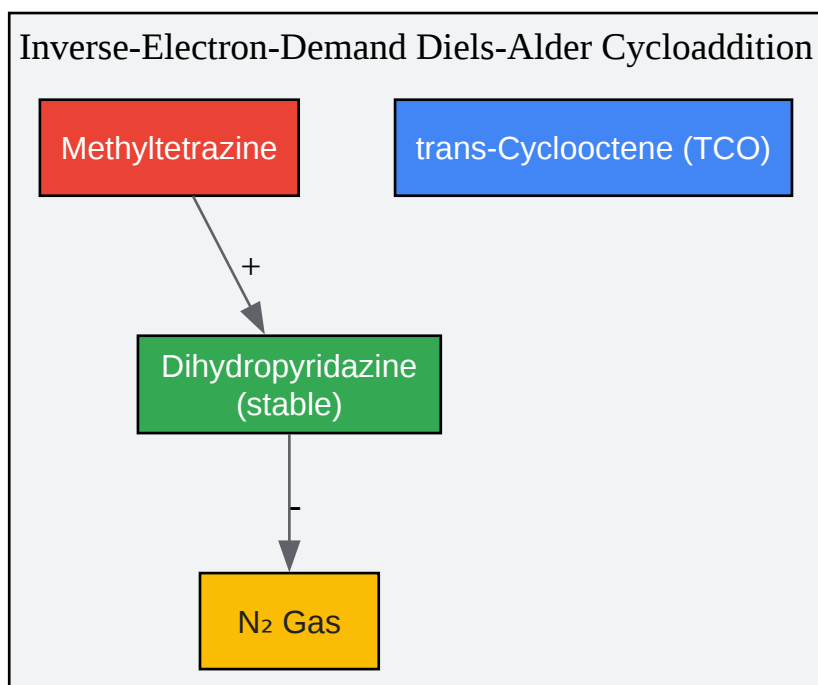 Inverse-Electron-Demand Diels-Alder Cycloaddition
Methyltetrazine
trans-Cyclooctene (TCO)
+
Dihydropyridazine
(stable)
-
N₂ Gas